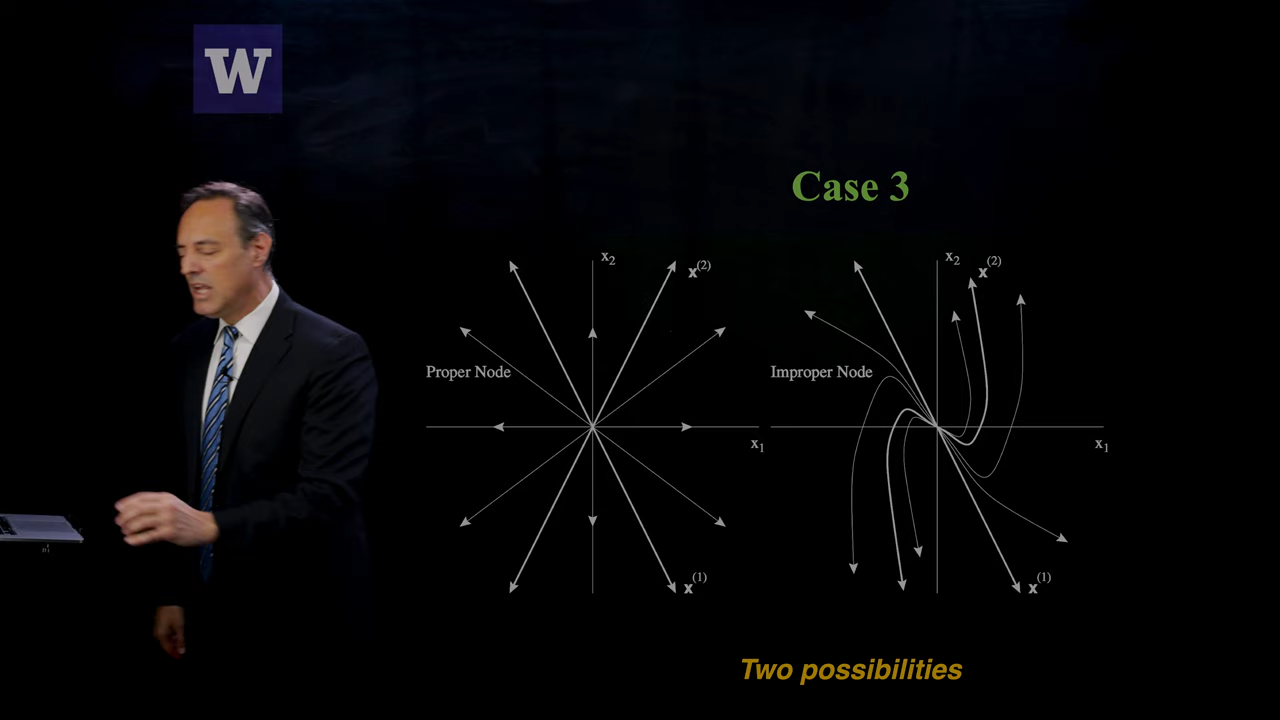 W
Case 3
x2
x(2)
Proper Node
x1
x(1)
x2
x(2)
Improper Node
x1
x(1)
Two possibilities